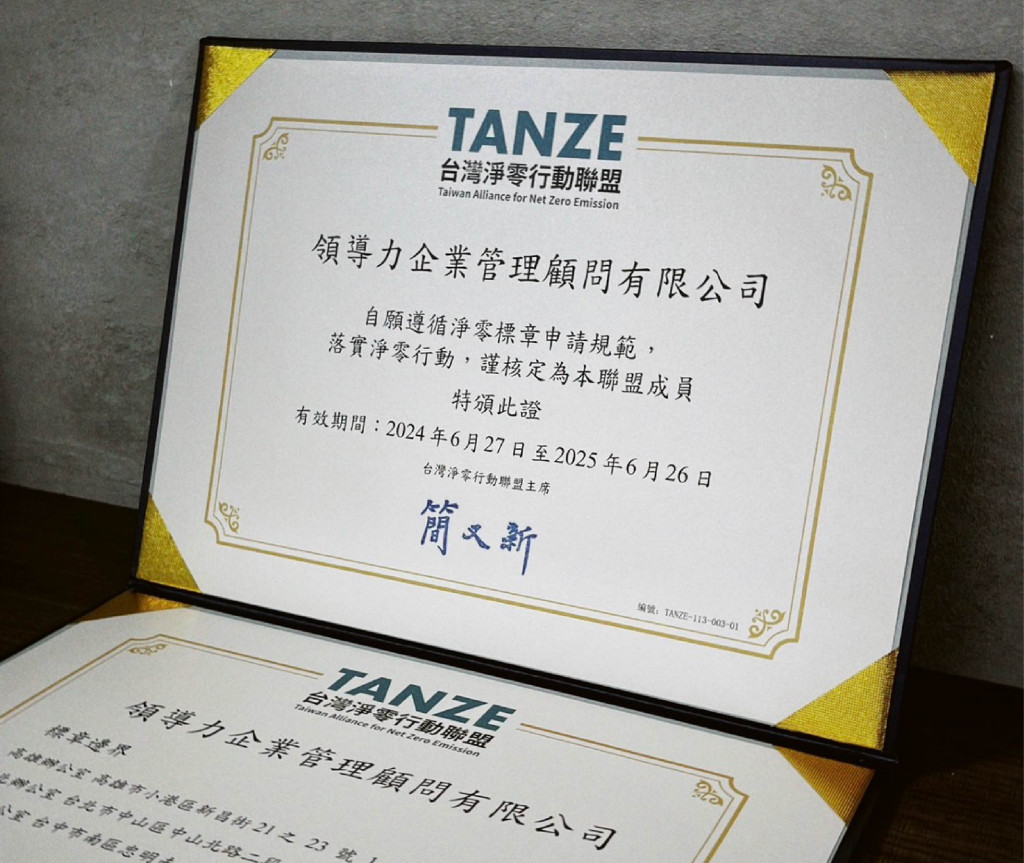 TANZE
台灣淨零行動聯盟
Taiwan Alliance for Net Zero Emission
領導力企業管理顧問有限公司
自願遵循淨零標章申請規範，
落實淨零行動，謹核定為本聯盟成員
特頒此證
有效期間：2024年6月27日至2025年6月26日
台灣淨零行動聯盟主席
簡又新
編號：TANZE-113-003-01
TANZE
台灣淨零行動聯盟
Taiwan Alliance for Net Zero Emission
領導力企業管理顧問有限公司
標章邊界
高雄辦公室 高雄市小港區新昌街21之 23 號 1
北辦公室 台北市中山區中山北路二段
公室 台中市南區忠明